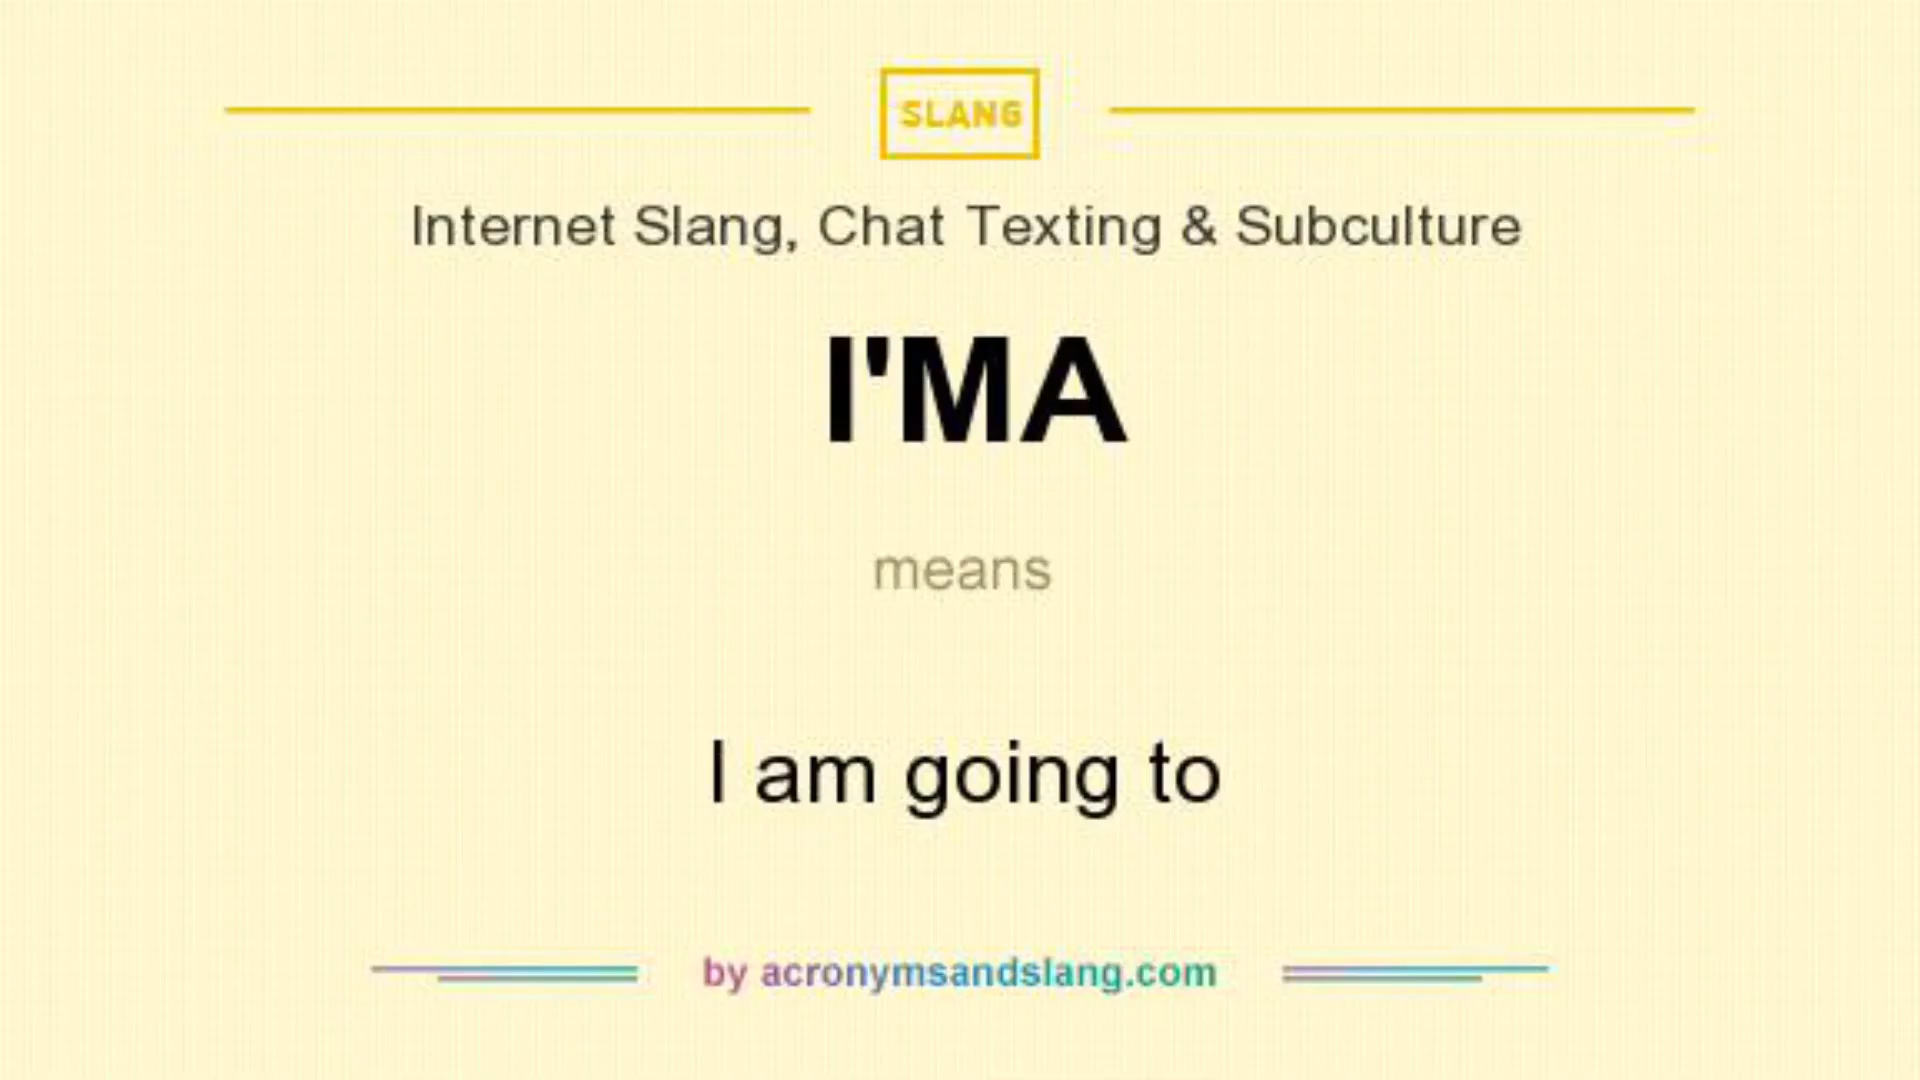 SLANG
Internet Slang, Chat Texting & Subculture
I'MA
means
I am going to
by acronymsandslang.com